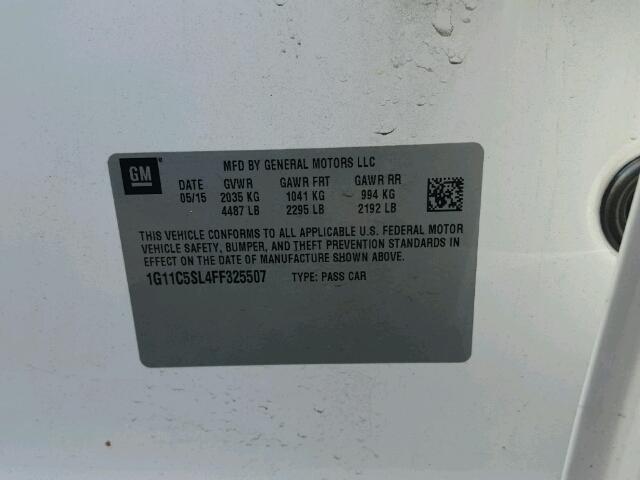 GM MFD BY GENERAL MOTORS LLC
DATE GVWR GAWR FRT GAWR RR
05/15 2035 KG 1041 KG 994 KG
4487 LB 2295 LB 2192 LB
THIS VEHICLE CONFORMS TO ALL APPLICABLE U.S. FEDERAL MOTOR
VEHICLE SAFETY, BUMPER, AND THEFT PREVENTION STANDARDS IN
EFFECT ON THE DATE OF MANUFACTURE SHOWN ABOVE.
1G11C5SL4FF325507 TYPE: PASS CAR